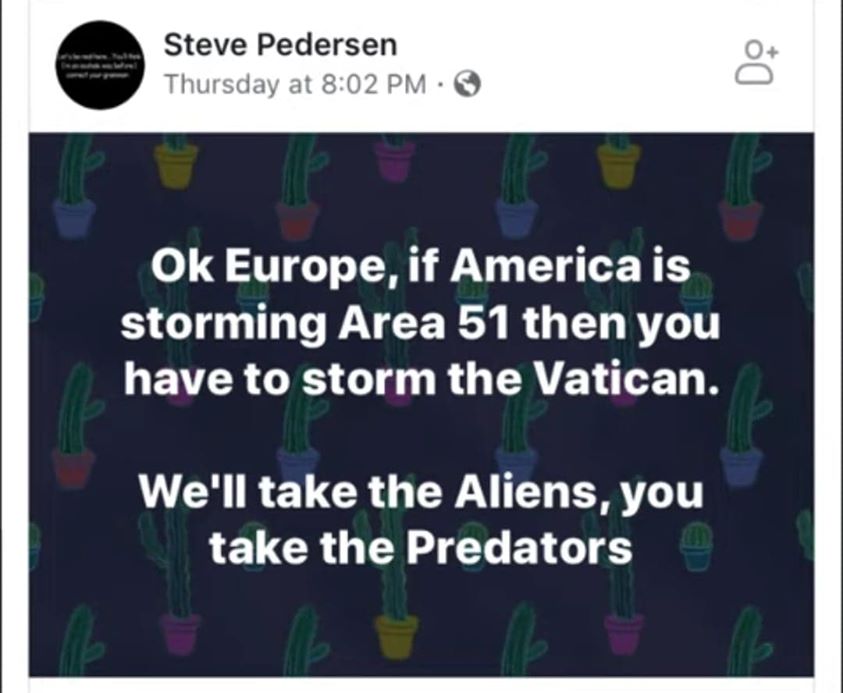 Steve Pedersen
Thursday at 8:02 PM ·
Ok Europe, if America is
storming Area 51 then you
have to storm the Vatican.
We'll take the Aliens, you
take the Predators